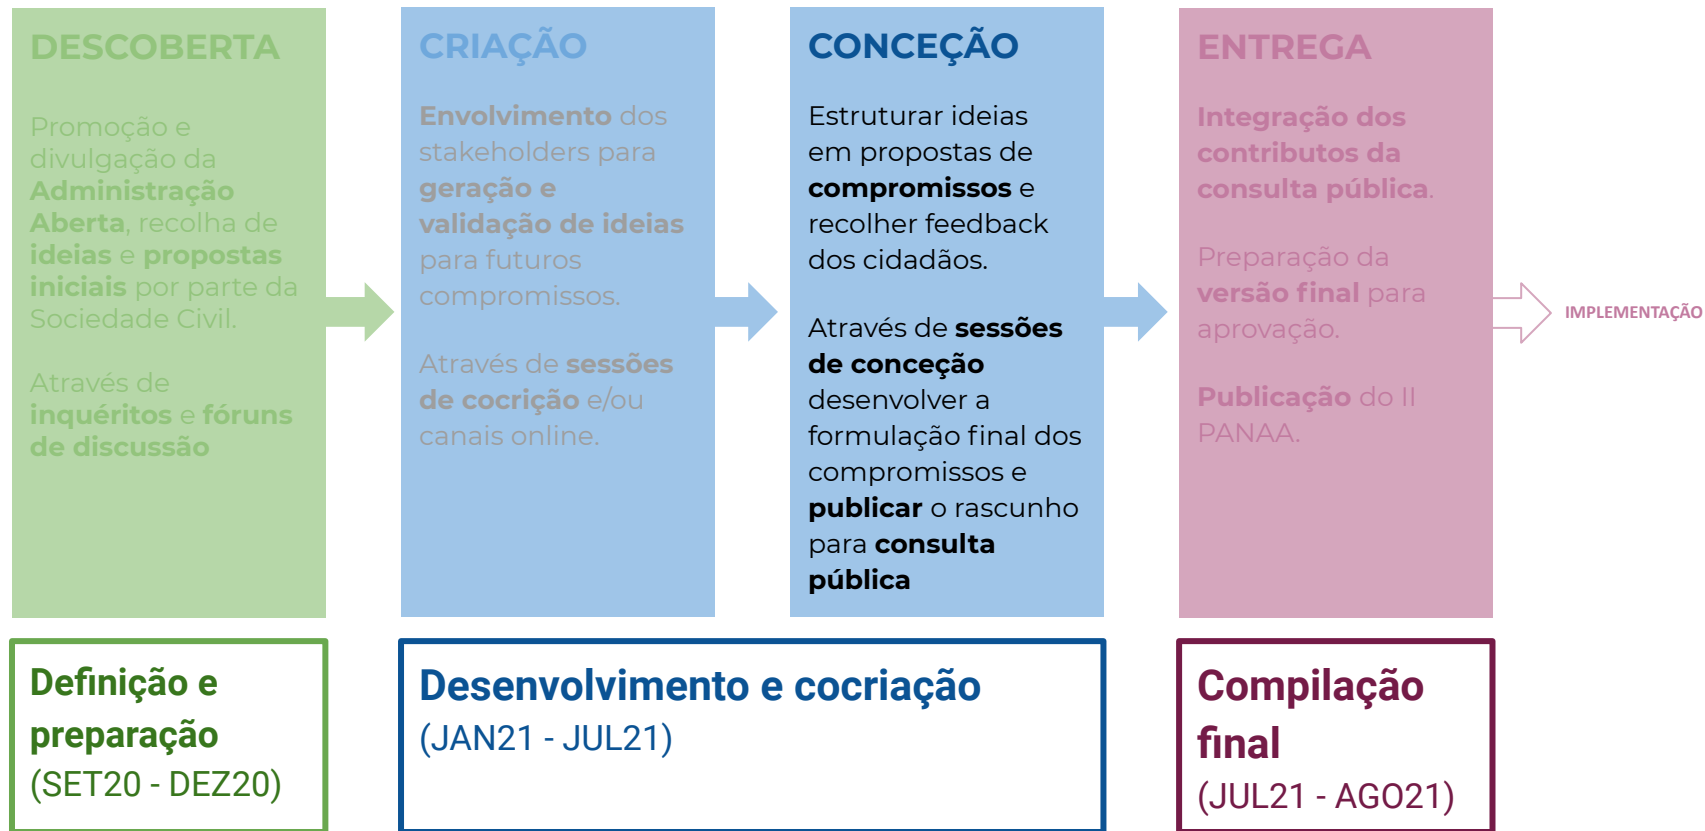 DESCOBERTA
Promoção e
divulgação da
Administração
Aberta, recolha de
ideias e propostas
iniciais por parte da
Sociedade Civil.
Através de
inquéritos e fóruns
de discussão
CRIAÇÃO
Envolvimento dos
stakeholders para
geração e
validação de ideias
para futuros
compromissos.
Através de sessões
de cocrição e/ou
canais online.
CONCEÇÃO
Estruturar ideias
em propostas de
compromissos e
recolher feedback
dos cidadãos.
Através de sessões
de conceção
desenvolver a
formulação final dos
compromissos e
publicar o rascunho
para consulta
pública
ENTREGA
Integração dos
contributos da
consulta pública.
Preparação da
versão final para
aprovação.
Publicação do II
PANAA.
IMPLEMENTAÇÃO
Definição e
preparação
(SET20 - DEZ20)
Desenvolvimento e cocriação
(JAN21 - JUL21)
Compilação
final
(JUL21 - AGO21)